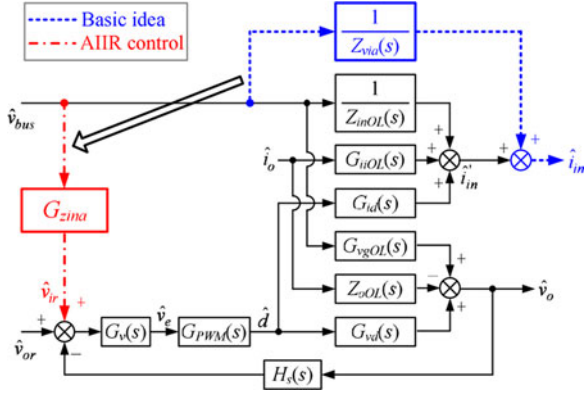 Basic idea
AIIR control
1
Z_via(s)
v̂_bus
1
Z_inOL(s)
î_o
G_iiOL(s)
î'_in
î_in
G_zina
G_id(s)
G_vgOL(s)
v̂_ir
Z_oOL(s)
v̂_o
v̂_or
G_v(s)
v̂_e
G_PWM(s)
d̂
G_vd(s)
H_s(s)
+
+
+
+
+
+
−
+
+
+
−